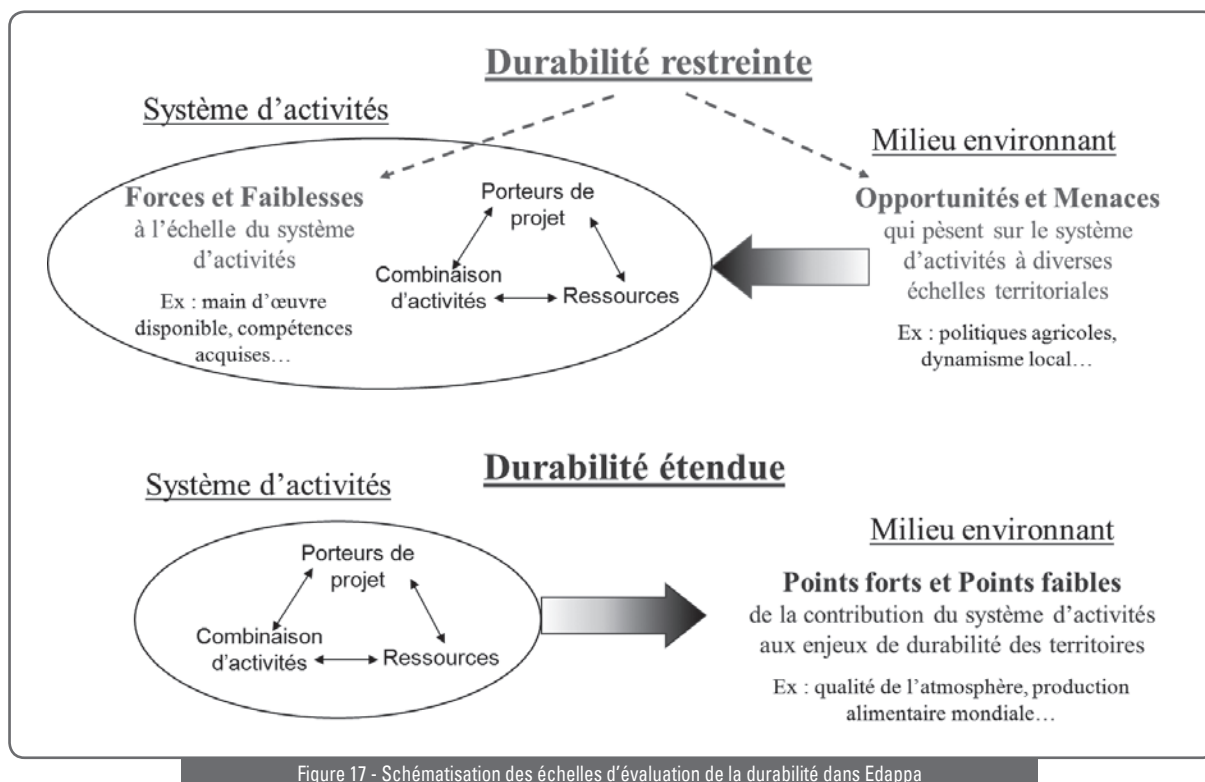 Durabilité restreinte
Système d'activités
Forces et Faiblesses
à l'échelle du système
d'activités
Ex : main d'œuvre
disponible, compétences
acquises…
Porteurs de
projet
Combinaison
d'activités
Ressources
Milieu environnant
Opportunités et Menaces
qui pèsent sur le système
d'activités à diverses
échelles territoriales
Ex : politiques agricoles,
dynamisme local…
Durabilité étendue
Système d'activités
Porteurs de
projet
Combinaison
d'activités
Ressources
Milieu environnant
Points forts et Points faibles
de la contribution du système d'activités
aux enjeux de durabilité des territoires
Ex : qualité de l'atmosphère, production
alimentaire mondiale…
Figure 17 - Schématisation des échelles d'évaluation de la durabilité dans Edappa